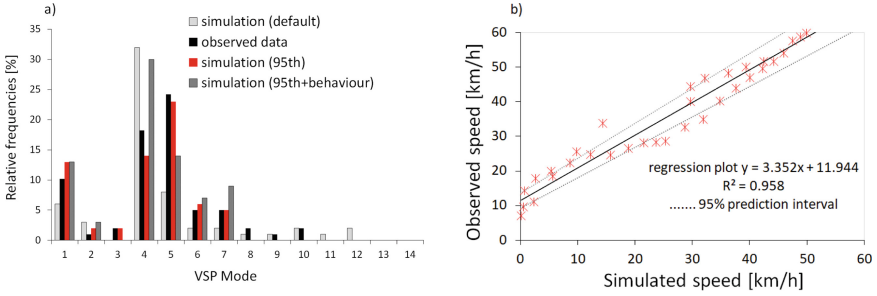 a)
simulation (default)
observed data
simulation (95th)
simulation (95th+behaviour)
Relative frequencies [%]
35
30
25
20
15
10
5
0
1 2 3 4 5 6 7 8 9 10 11 12 13 14
VSP Mode
b)
Observed speed [km/h]
60
50
40
30
20
10
0
regression plot y = 3.352x + 11.944
R² = 0.958
....... 95% prediction interval
0 10 20 30 40 50 60
Simulated speed [km/h]